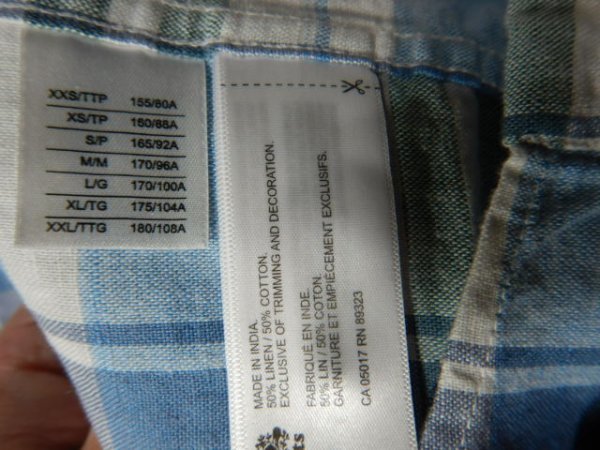 XXS/TTP 155/80A
XS/TP 160/88A
S/P 165/92A
M/M 170/96A
L/G 170/100A
XL/TG 175/104A
XXL/TTG 180/108A
MADE IN INDIA.
50% LINEN / 50% COTTON.
EXCLUSIVE OF TRIMMING AND DECORATION.
FABRIQUÉ EN INDE.
50% LIN / 50% COTON.
GARNITURE ET EMPIÈCEMENT EXCLUSIFS.
CA 06017 RN 89323